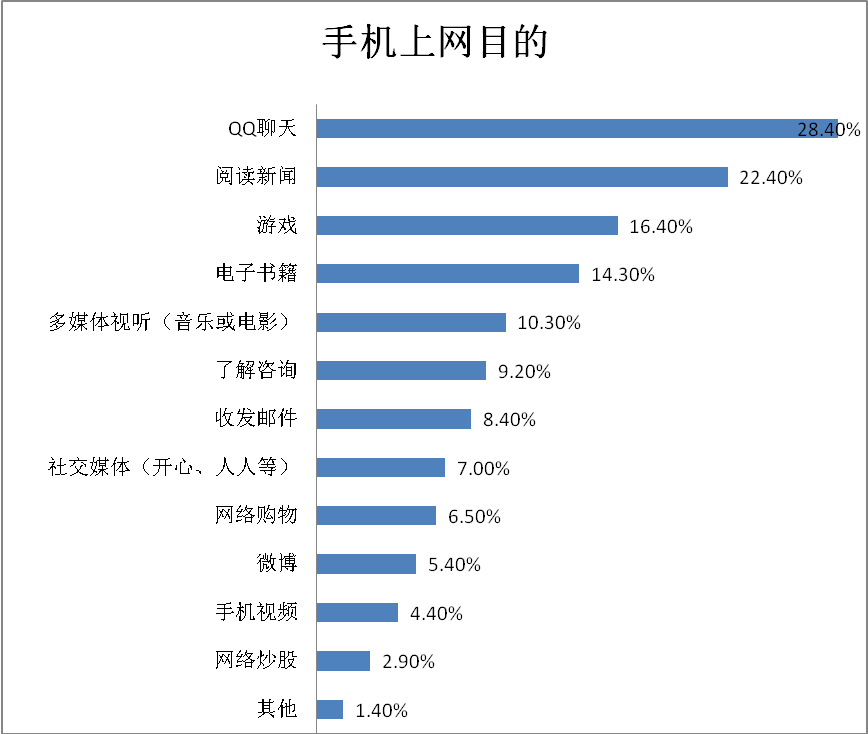 手机上网目的
QQ聊天 28.40%
阅读新闻 22.40%
游戏 16.40%
电子书籍 14.30%
多媒体视听（音乐或电影） 10.30%
了解咨询 9.20%
收发邮件 8.40%
社交媒体（开心、人人等） 7.00%
网络购物 6.50%
微博 5.40%
手机视频 4.40%
网络炒股 2.90%
其他 1.40%